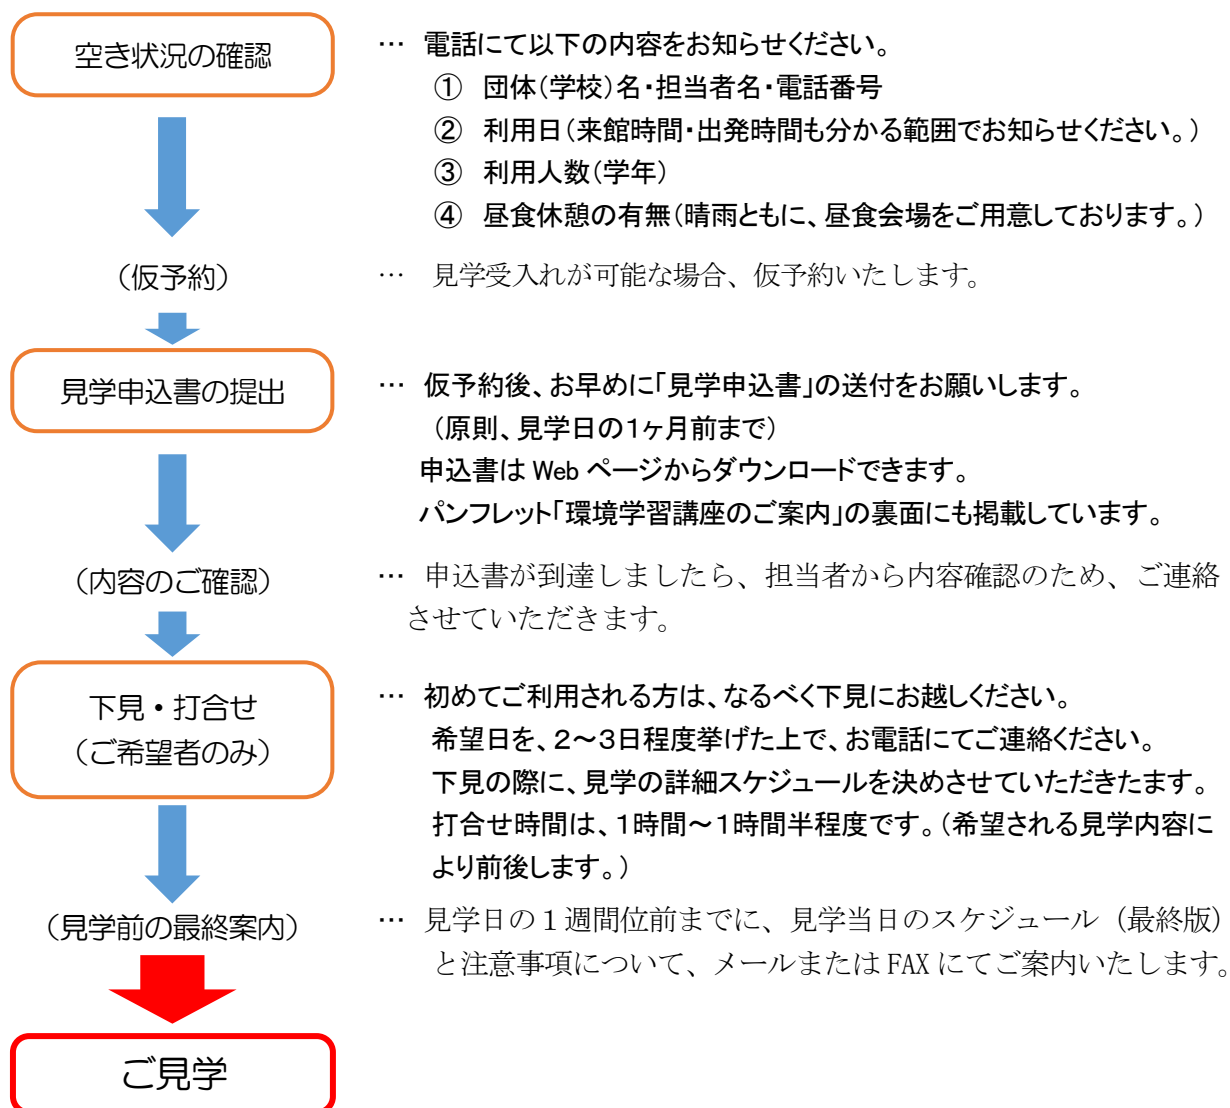 空き状況の確認
… 電話にて以下の内容をお知らせください。
① 団体(学校)名・担当者名・電話番号
② 利用日(来館時間・出発時間も分かる範囲でお知らせください。)
③ 利用人数(学年)
④ 昼食休憩の有無(晴雨ともに、昼食会場をご用意しております。)
(仮予約)
… 見学受入れが可能な場合、仮予約いたします。
見学申込書の提出
… 仮予約後、お早めに「見学申込書」の送付をお願いします。
(原則、見学日の1ヶ月前まで)
申込書は Web ページからダウンロードできます。
パンフレット「環境学習講座のご案内」の裏面にも掲載しています。
(内容のご確認)
… 申込書が到達しましたら、担当者から内容確認のため、ご連絡
させていただきます。
下見・打合せ
(ご希望者のみ)
… 初めてご利用される方は、なるべく下見にお越しください。
希望日を、2~3日程度挙げた上で、お電話にてご連絡ください。
下見の際に、見学の詳細スケジュールを決めさせていただきたます。
打合せ時間は、1時間~1時間半程度です。(希望される見学内容に
より前後します。)
(見学前の最終案内)
… 見学日の1週間位前までに、見学当日のスケジュール(最終版)
と注意事項について、メールまたは FAX にてご案内いたします。
ご見学